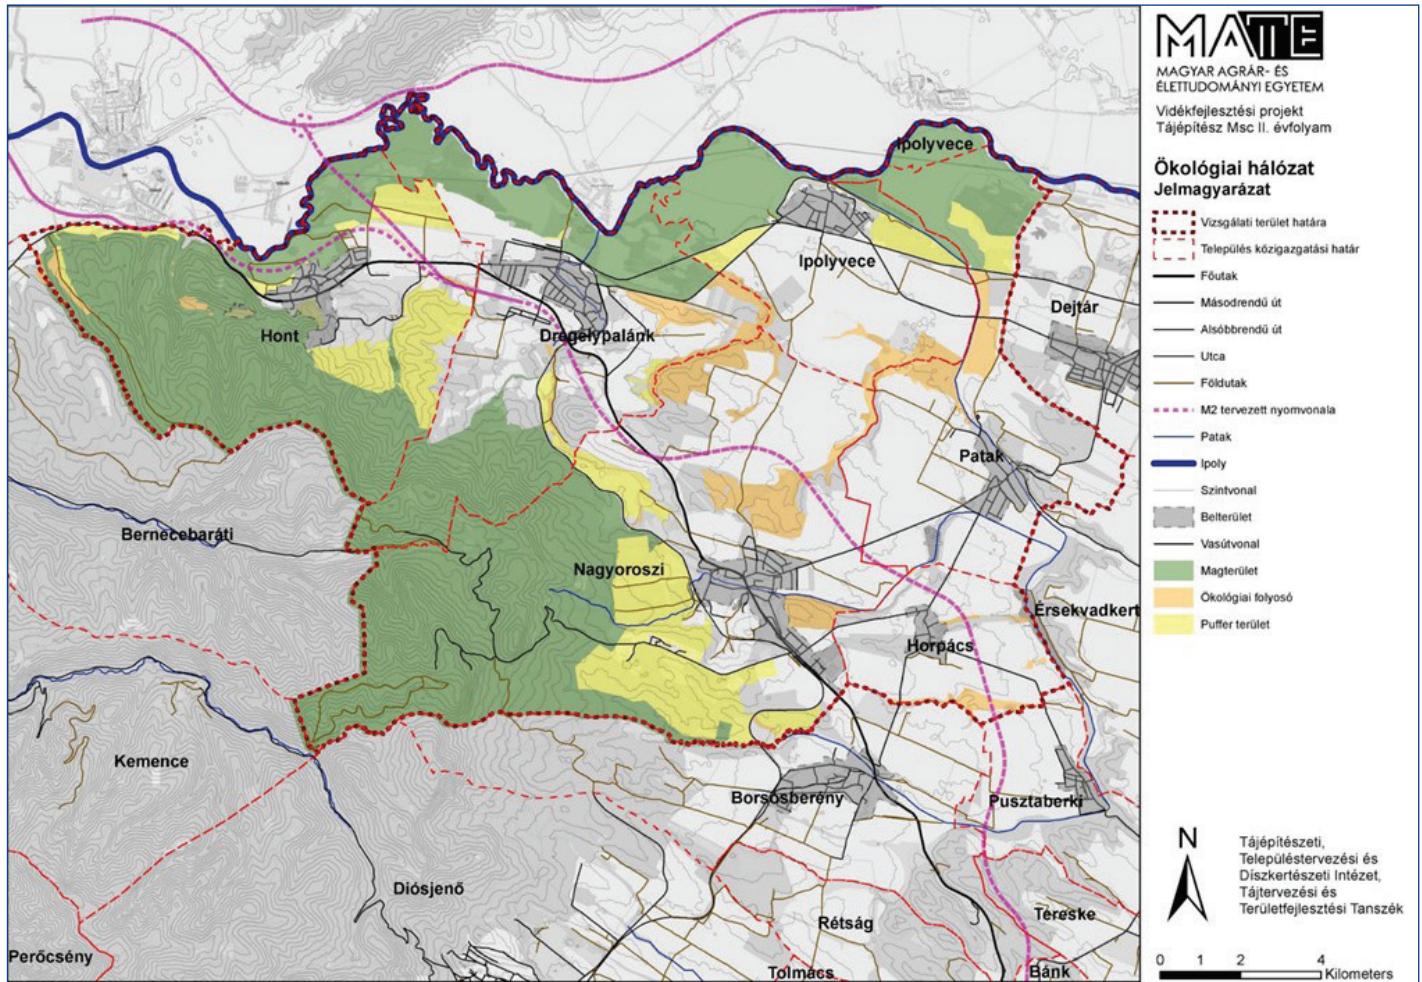 MATE
MAGYAR AGRÁR- ÉS
ÉLETTUDOMÁNYI EGYETEM
Vidékfejlesztési projekt
Tájépítész Msc II. évfolyam
Ökológiai hálózat
Jelmagyarázat
Vizsgálati terület határa
Település közigazgatási határ
Főutak
Másodrendű út
Alsóbbrendű út
Utca
Földutak
M2 tervezett nyomvonala
Patak
Ipoly
Szintvonal
Belterület
Vasútvonal
Magterület
Ökológiai folyosó
Puffer terület
N
Tájépítészeti,
Településtervezési és
Díszkertészeti Intézet,
Tájtervezési és
Területfejlesztési Tanszék
0 1 2 4
Kilometers
Ipolyvece
Ipolyvece
Dejtár
Hont
Drégelypalánk
Patak
Bernecebaráti
Nagyoroszi
Érsekvadkert
Horpács
Kemence
Borsosberény
Pusztaberki
Diósjenő
Rétság
Tereske
Perőcsény
Tolmács
Bánk